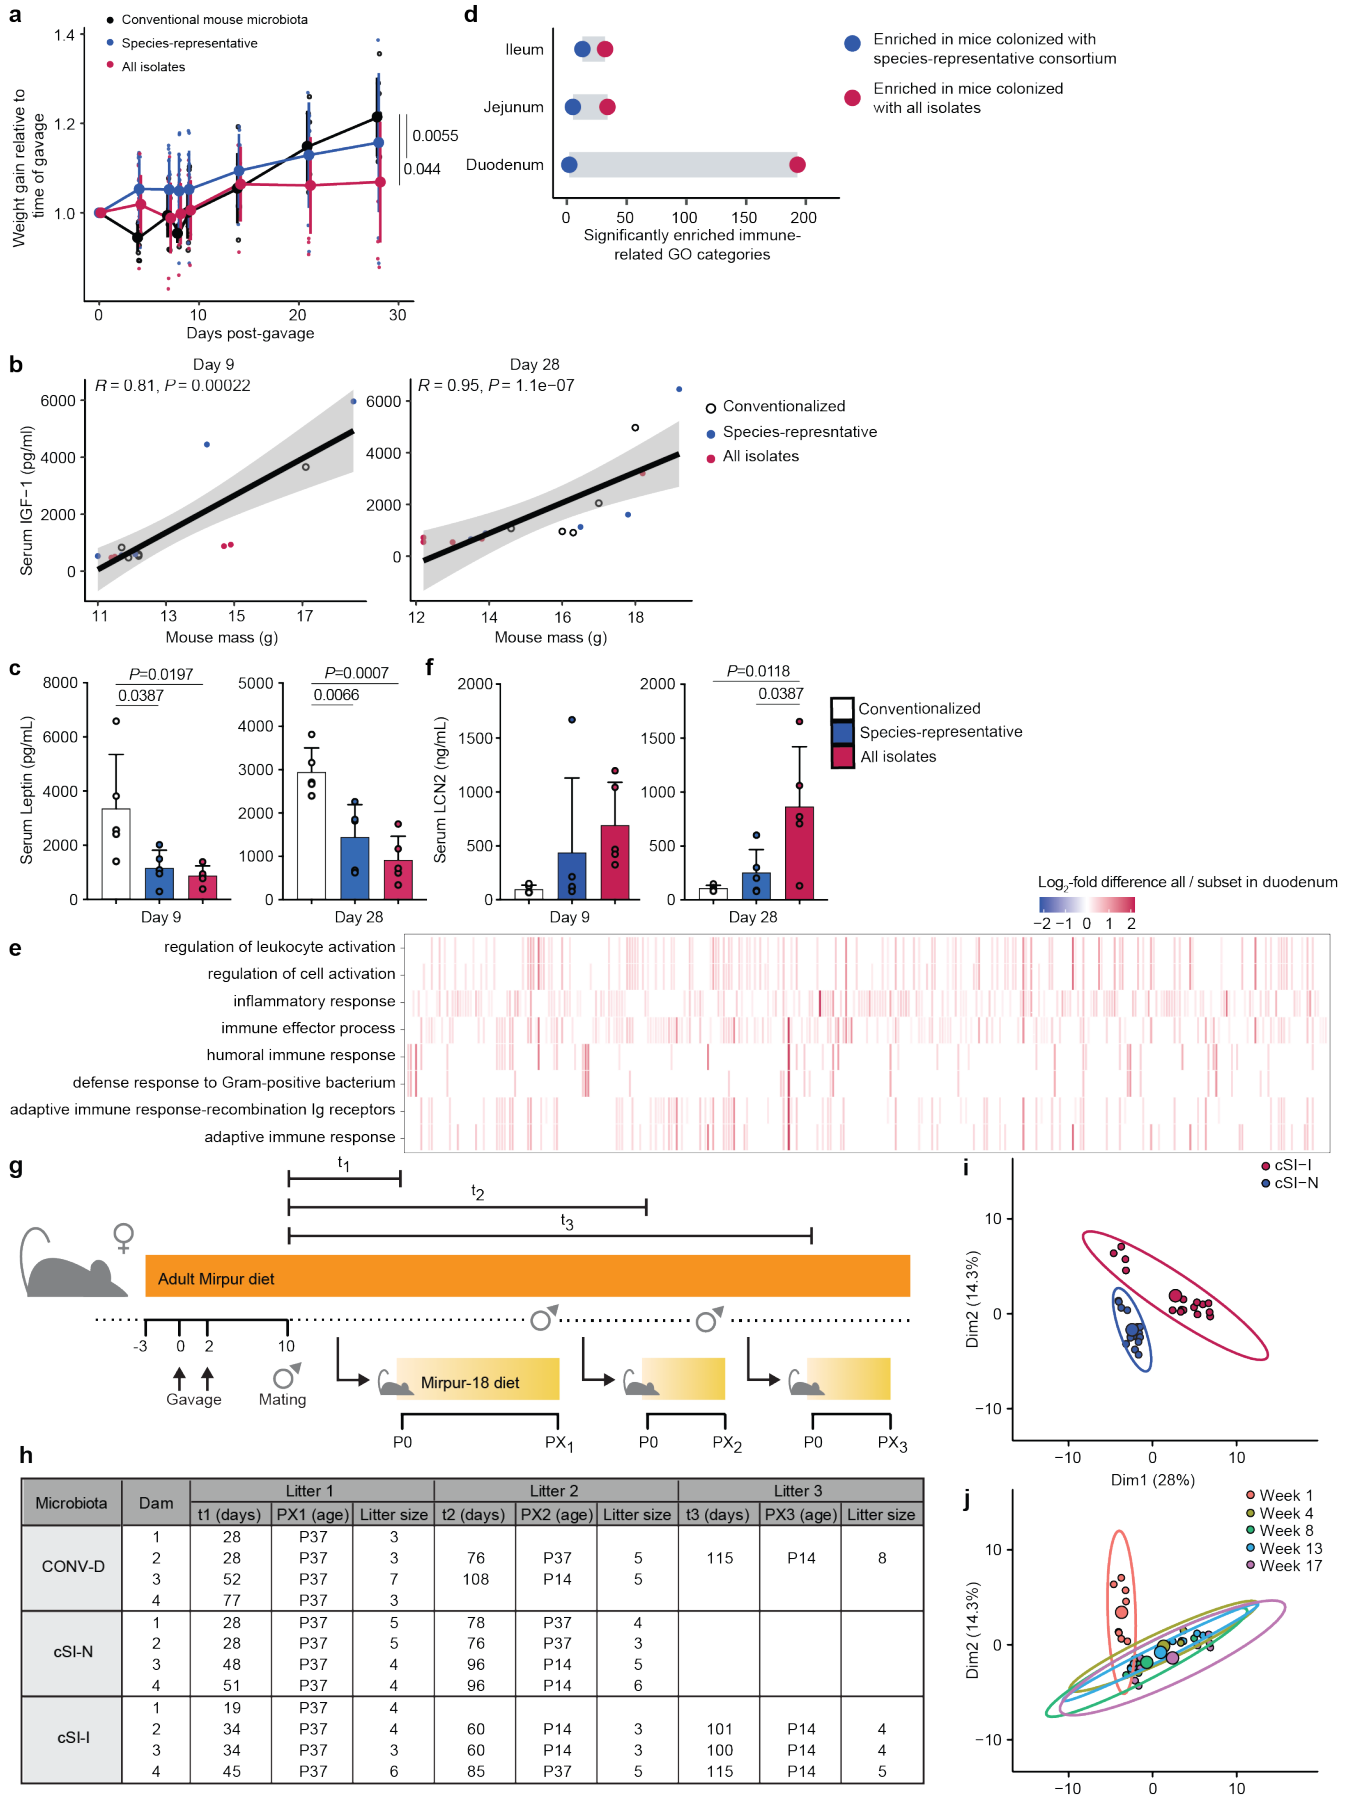 a
Conventional mouse microbiota
Species-representative
All isolates
Weight gain relative to
time of gavage
1.4
1.2
1.0
0.0055
0.044
0 10 20 30
Days post-gavage
d
Ileum
Jejunum
Duodenum
0 50 100 150 200
Significantly enriched immune-
related GO categories
Enriched in mice colonized with
species-representative consortium
Enriched in mice colonized
with all isolates
b
Day 9
R = 0.81, P = 0.00022
Serum IGF−1 (pg/ml)
6000
4000
2000
0
11 13 15 17
Mouse mass (g)
Day 28
R = 0.95, P = 1.1e−07
6000
4000
2000
0
12 14 16 18
Mouse mass (g)
Conventionalized
Species-represntative
All isolates
c
Serum Leptin (pg/mL)
8000
6000
4000
2000
0
P=0.0197
0.0387
Day 9
5000
4000
3000
2000
1000
0
P=0.0007
0.0066
Day 28
f
Serum LCN2 (ng/mL)
2000
1500
1000
500
0
Day 9
2000
1500
1000
500
0
P=0.0118
0.0387
Day 28
Conventionalized
Species-representative
All isolates
Log2-fold difference all / subset in duodenum
−2 −1 0 1 2
e
regulation of leukocyte activation
regulation of cell activation
inflammatory response
immune effector process
humoral immune response
defense response to Gram-positive bacterium
adaptive immune response-recombination Ig receptors
adaptive immune response
g
t1
t2
t3
♀
Adult Mirpur diet
-3 0 2 10
Gavage
Mating
♂
♂
♂
Mirpur-18 diet
P0 PX1
P0 PX2
P0 PX3
h
Microbiota Dam Litter 1 Litter 2 Litter 3
t1 (days) PX1 (age) Litter size t2 (days) PX2 (age) Litter size t3 (days) PX3 (age) Litter size
CONV-D
1 28 P37 3
2 28 P37 3 76 P37 5 115 P14 8
3 52 P37 7 108 P14 5
4 77 P37 3
cSI-N
1 28 P37 5 78 P37 4
2 28 P37 5 76 P37 3
3 48 P37 4 96 P14 5
4 51 P37 4 96 P14 6
cSI-I
1 19 P37 4
2 34 P37 4 60 P14 3 101 P14 4
3 34 P37 3 60 P14 3 100 P14 4
4 45 P37 6 85 P37 5 115 P14 5
i
cSI−I
cSI−N
Dim2 (14.3%)
10
0
−10
−10 0 10
Dim1 (28%)
j
Week 1
Week 4
Week 8
Week 13
Week 17
Dim2 (14.3%)
10
0
−10
−10 0 10